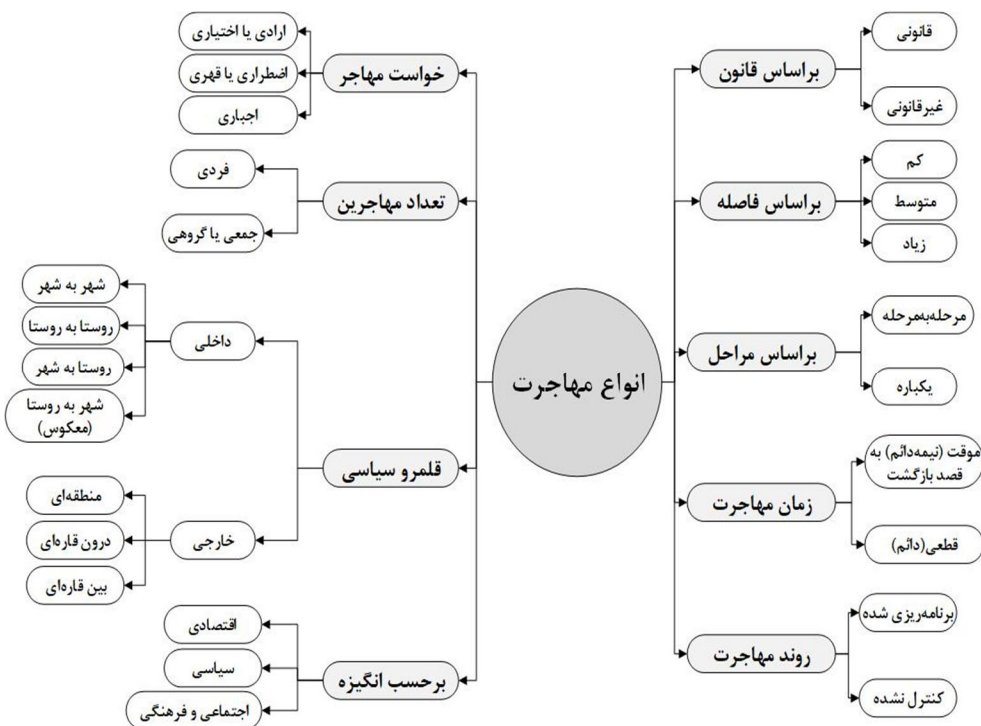 انواع مهاجرت
براساس قانون
قانونی
غیرقانونی
براساس فاصله
کم
متوسط
زیاد
براساس مراحل
مرحله‌به‌مرحله
یکباره
زمان مهاجرت
موقت (نیمه‌دائم) به
قصد بازگشت
قطعی(دائم)
روند مهاجرت
برنامه‌ریزی شده
کنترل نشده
خواست مهاجر
ارادی یا اختیاری
اضطراری یا قهری
اجباری
تعداد مهاجرین
فردی
جمعی یا گروهی
قلمرو سیاسی
داخلی
شهر به شهر
روستا به روستا
روستا به شهر
شهر به روستا
(معکوس)
خارجی
منطقه‌ای
درون قاره‌ای
بین قاره‌ای
برحسب انگیزه
اقتصادی
سیاسی
اجتماعی و فرهنگی